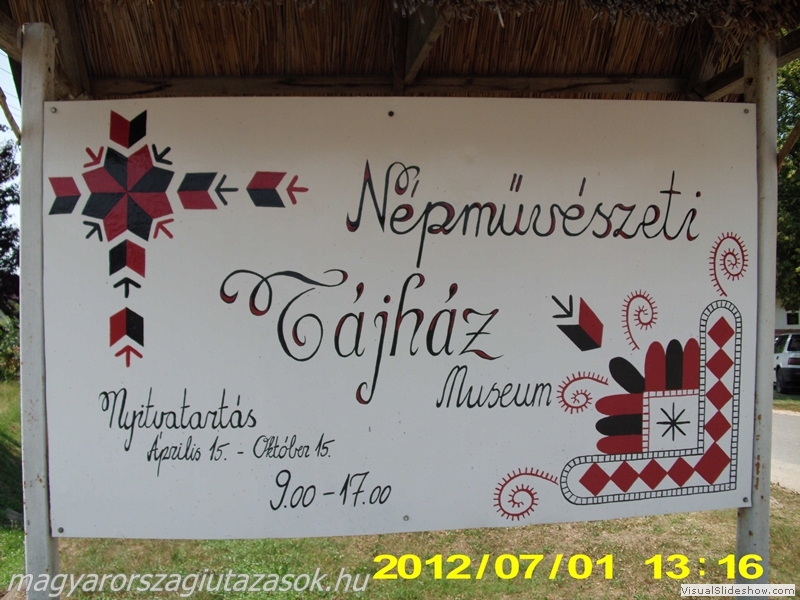 Népművészeti
Tájház
Museum
Nyitvatartás
Április 15. - Október 15.
9.00-17.00
magyarorszagiutazasok.hu
2012/07/01 13:16
VisualSlideshow.com